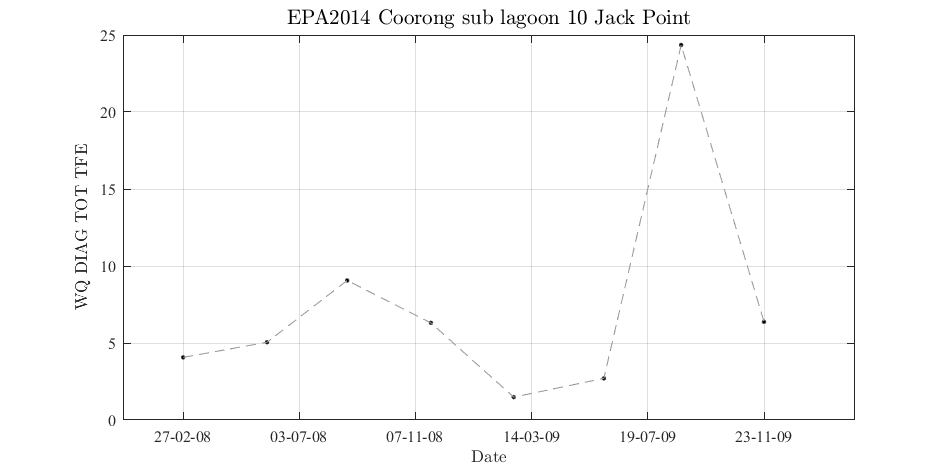 EPA2014 Coorong sub lagoon 10 Jack Point
WQ DIAG TOT TFE
25
20
15
10
5
0
27-02-08 03-07-08 07-11-08 14-03-09 19-07-09 23-11-09
Date